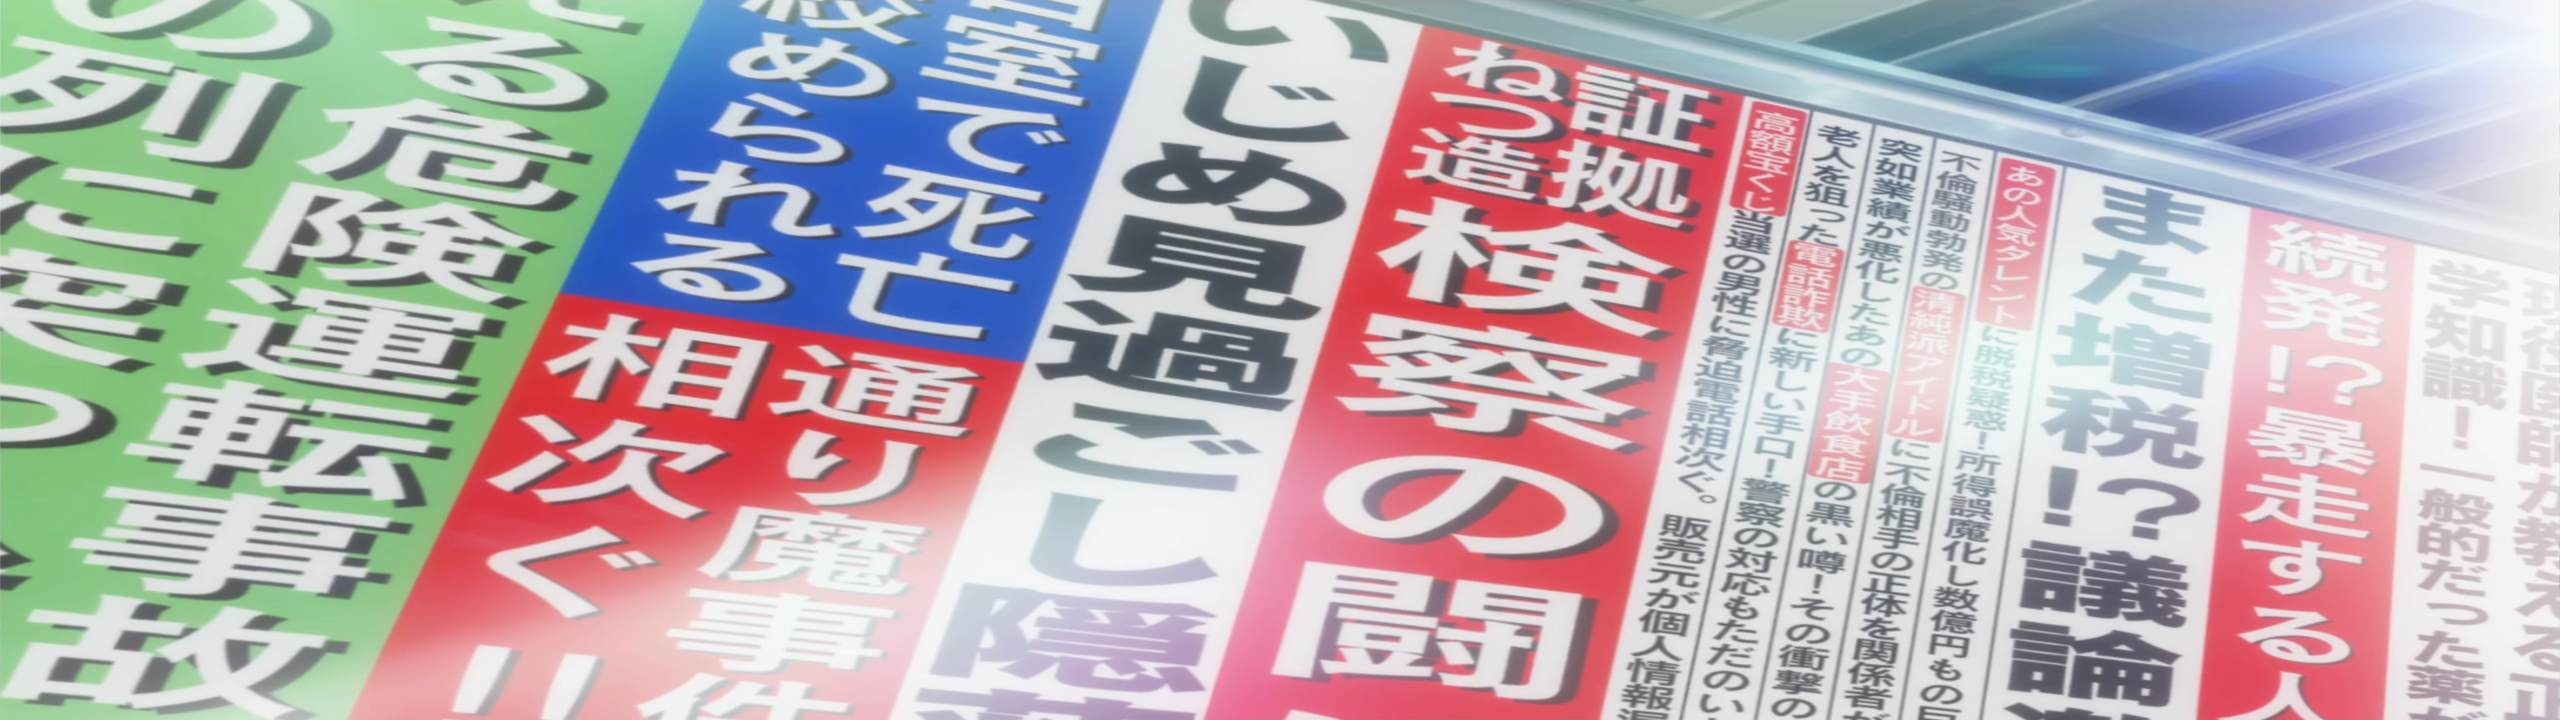 学知識！一般的だった薬が
続発！？暴走する人
また増税！？議論
あの人気タレントに脱税疑惑！所得誤魔化し数億円もの巨
不倫騒動勃発の清純派アイドルに不倫相手の正体を関係者が
突如業績が悪化したあの大手飲食店の黒い噂！その衝撃の
老人を狙った電話詐欺に新しい手口！警察の対応もただのい
高額宝くじ当選の男性に脅迫電話相次ぐ。販売元が個人情報漏
証拠
ねつ造
検察の闇
いじめ見過ごし隠蔽
室で死亡
絞められる
通り魔事件
相次ぐ！！
る危険運転事故
の列に突っ